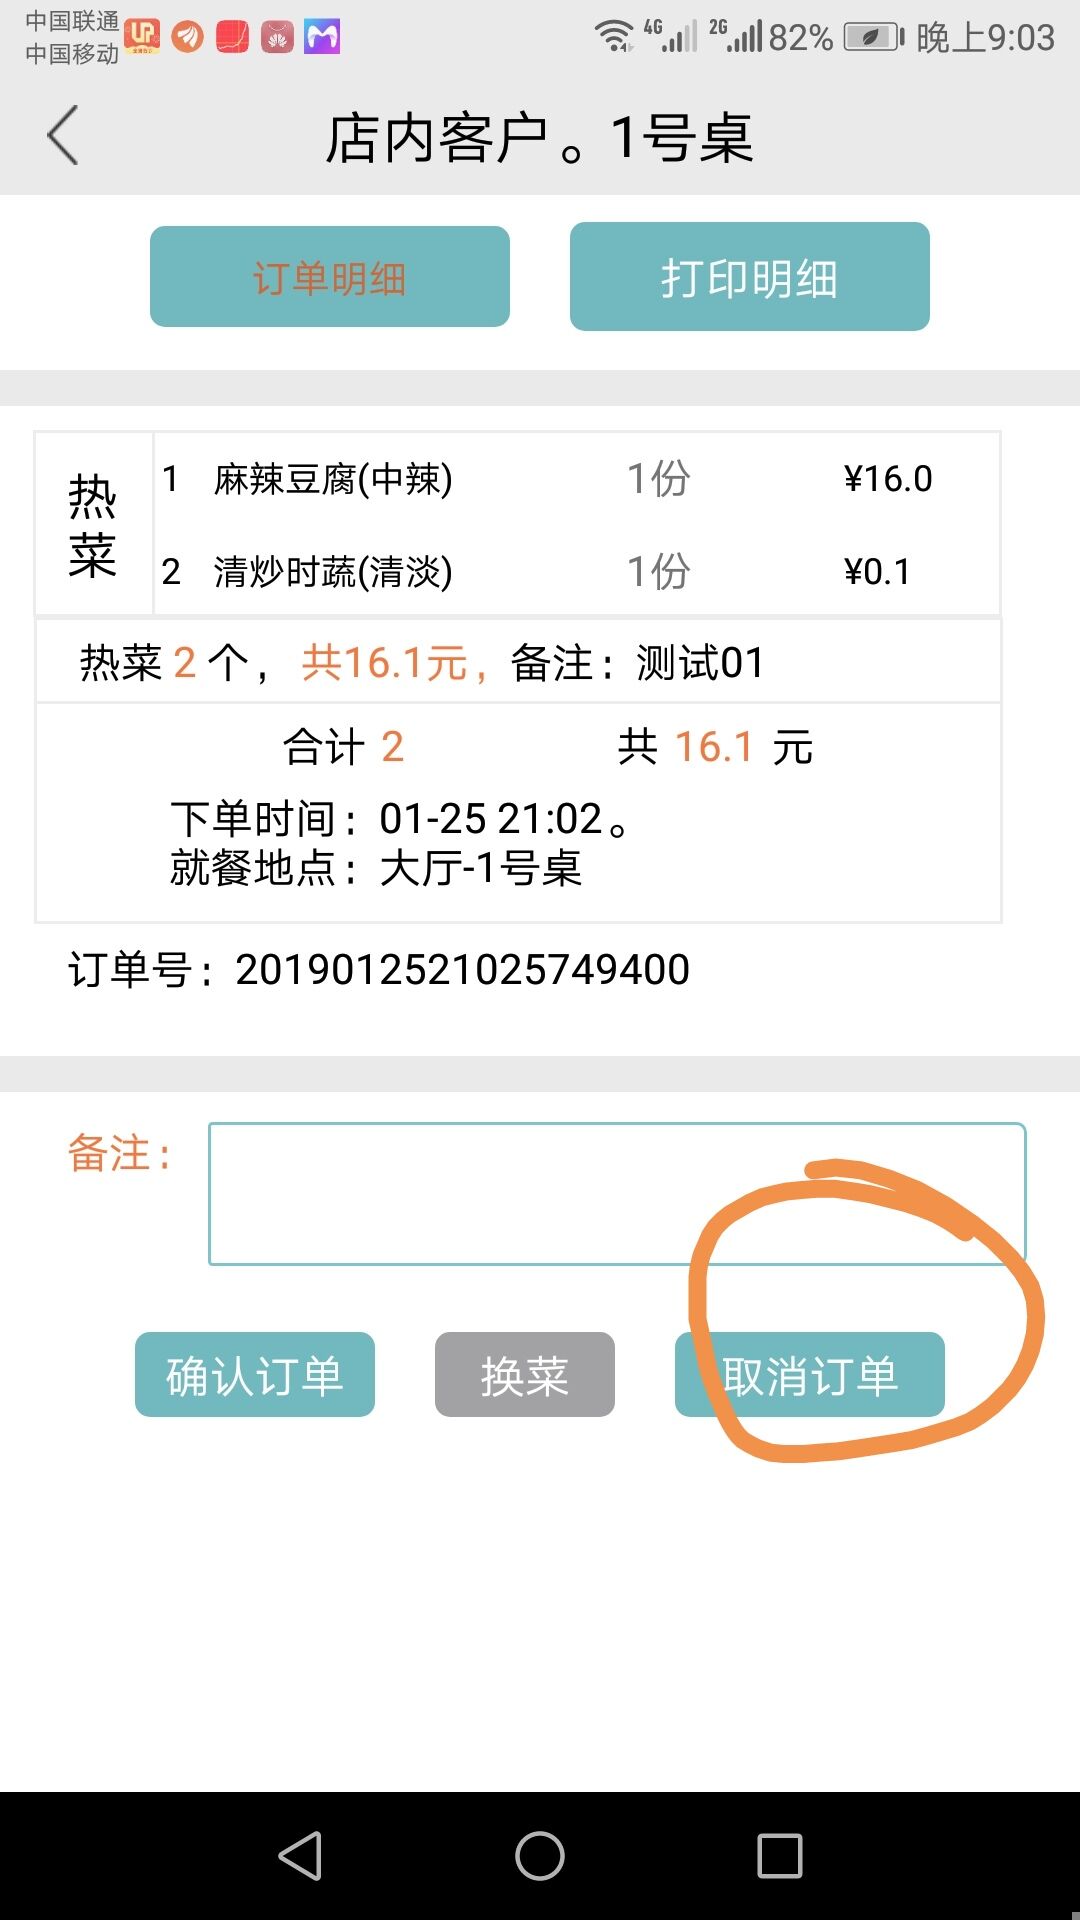 中国联通
中国移动
UP
4G 2G 82% 晚上9:03
店内客户。1号桌
订单明细 打印明细
热菜
1 麻辣豆腐(中辣) 1份 ¥16.0
2 清炒时蔬(清淡) 1份 ¥0.1
热菜 2 个，共16.1元，备注：测试01
合计 2 共 16.1 元
下单时间：01-25 21:02。
就餐地点：大厅-1号桌
订单号：2019012521025749400
备注：
确认订单 换菜 取消订单